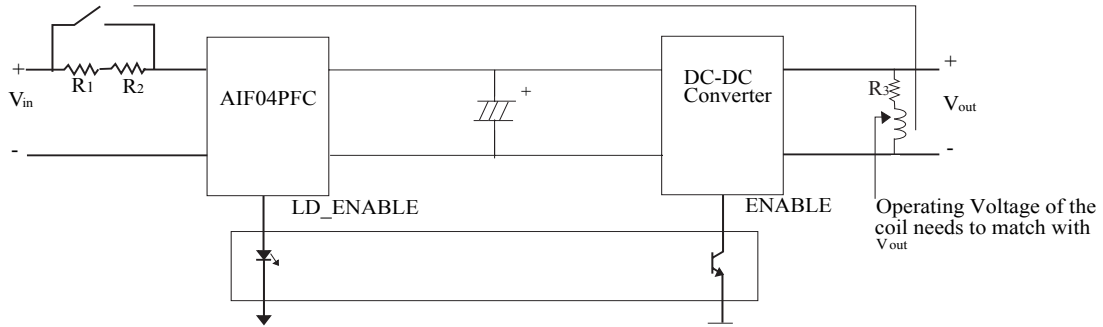 +
R1
R2
Vin
-
AIF04PFC
+
DC-DC
Converter
R3
+
Vout
-
LD_ENABLE
ENABLE
Operating Voltage of the
coil needs to match with
Vout